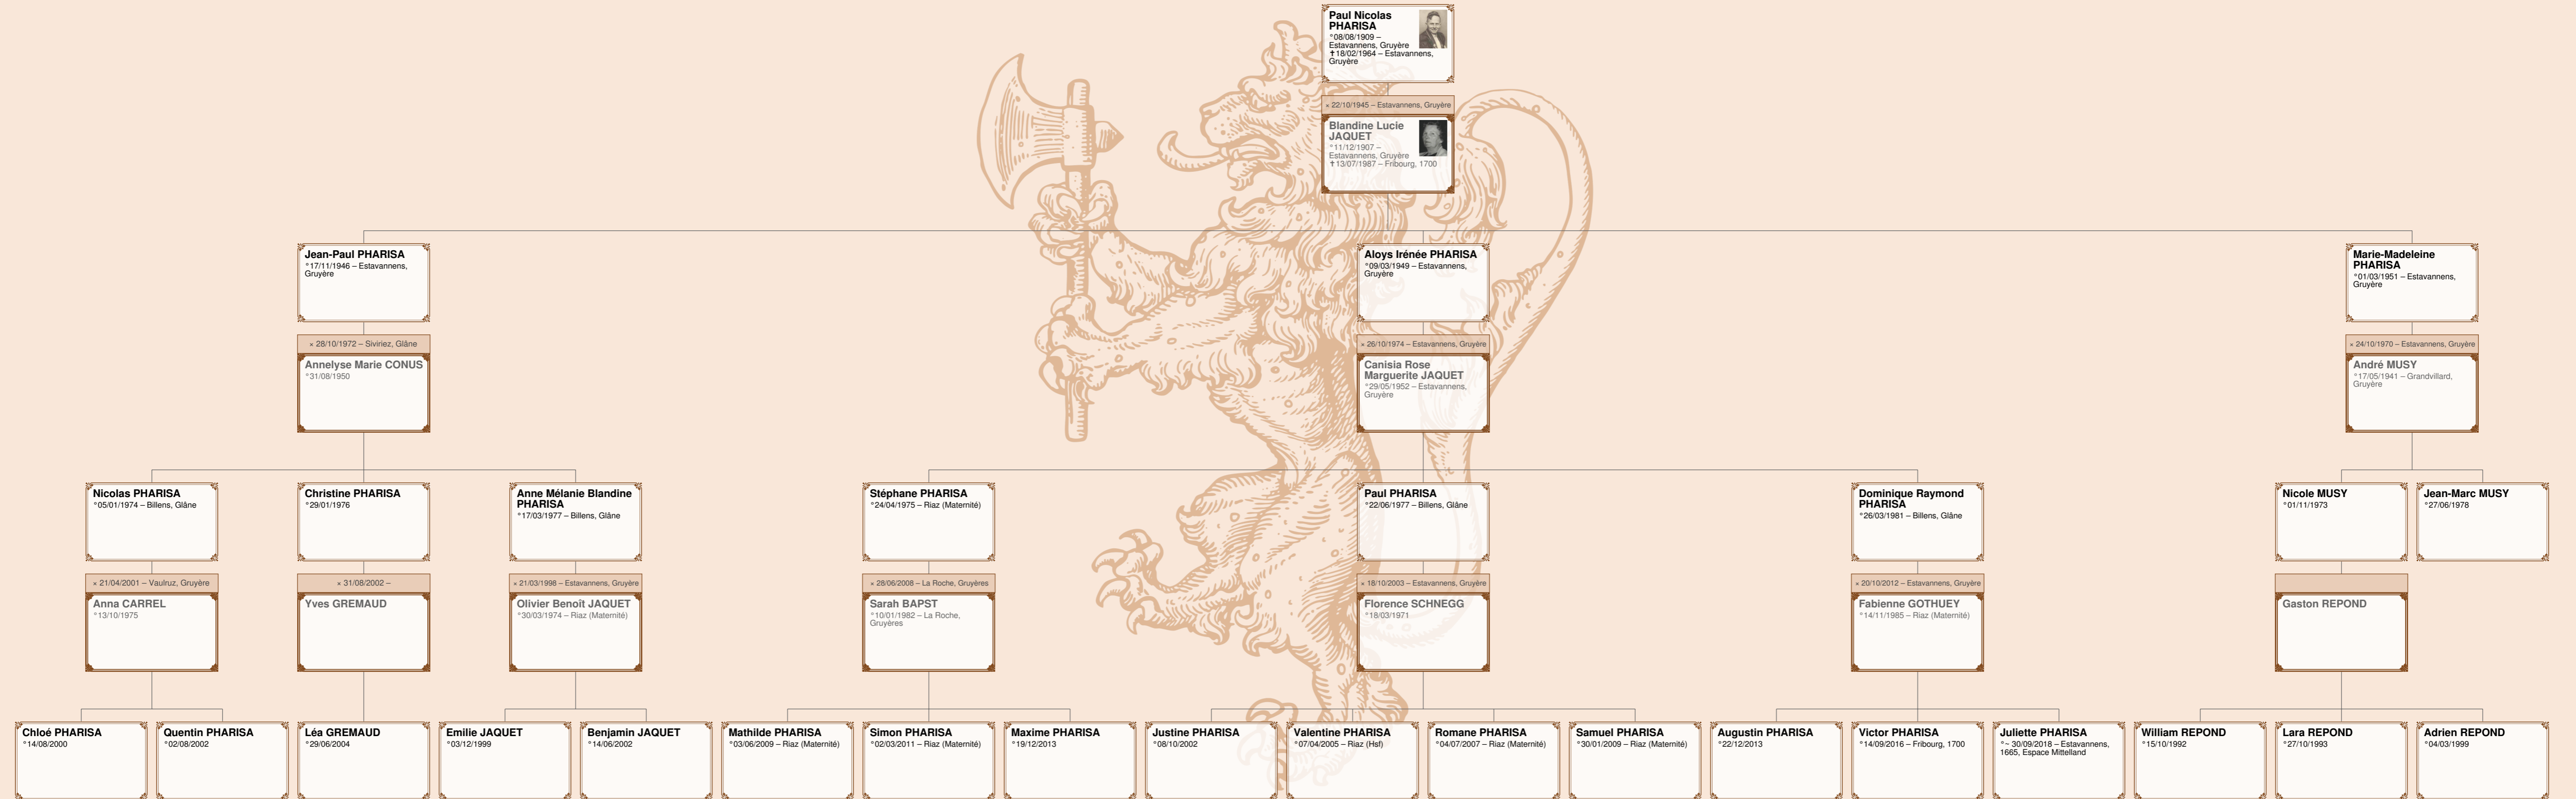 Paul Nicolas
PHARISA
°08/08/1909 –
Estavannens, Gruyère
✝18/02/1964 – Estavannens,
Gruyère
× 22/10/1945 – Estavannens, Gruyère
Blandine Lucie
JAQUET
°11/12/1907 –
Estavannens, Gruyère
✝13/07/1987 – Fribourg, 1700
Jean-Paul PHARISA
°17/11/1946 – Estavannens,
Gruyère
× 28/10/1972 – Siviriez, Glâne
Annelyse Marie CONUS
°31/08/1950
Aloys Irénée PHARISA
°09/03/1949 – Estavannens,
Gruyère
× 26/10/1974 – Estavannens, Gruyère
Canisia Rose
Marguerite JAQUET
°29/05/1952 – Estavannens,
Gruyère
Marie-Madeleine
PHARISA
°01/03/1951 – Estavannens,
Gruyère
× 24/10/1970 – Estavannens, Gruyère
André MUSY
°17/05/1941 – Grandvillard,
Gruyère
Nicolas PHARISA
°05/01/1974 – Billens, Glâne
× 21/04/2001 – Vaulruz, Gruyère
Anna CARREL
°13/10/1975
Christine PHARISA
°29/01/1976
× 31/08/2002 –
Yves GREMAUD
Anne Mélanie Blandine
PHARISA
°17/03/1977 – Billens, Glâne
× 21/03/1998 – Estavannens, Gruyère
Olivier Benoît JAQUET
°30/03/1974 – Riaz (Maternité)
Stéphane PHARISA
°24/04/1975 – Riaz (Maternité)
× 28/06/2008 – La Roche, Gruyères
Sarah BAPST
°10/01/1982 – La Roche,
Gruyères
Paul PHARISA
°22/06/1977 – Billens, Glâne
× 18/10/2003 – Estavannens, Gruyère
Florence SCHNEGG
°18/03/1971
Dominique Raymond
PHARISA
°26/03/1981 – Billens, Glâne
× 20/10/2012 – Estavannens, Gruyère
Fabienne GOTHUEY
°14/11/1985 – Riaz (Maternité)
Nicole MUSY
°01/11/1973
Gaston REPOND
Jean-Marc MUSY
°27/06/1978
Chloé PHARISA
°14/08/2000
Quentin PHARISA
°02/08/2002
Léa GREMAUD
°29/06/2004
Emilie JAQUET
°03/12/1999
Benjamin JAQUET
°14/06/2002
Mathilde PHARISA
°03/06/2009 – Riaz (Maternité)
Simon PHARISA
°02/03/2011 – Riaz (Maternité)
Maxime PHARISA
°19/12/2013
Justine PHARISA
°08/10/2002
Valentine PHARISA
°07/04/2005 – Riaz (Hsf)
Romane PHARISA
°04/07/2007 – Riaz (Maternité)
Samuel PHARISA
°30/01/2009 – Riaz (Maternité)
Augustin PHARISA
°22/12/2013
Victor PHARISA
°14/09/2016 – Fribourg, 1700
Juliette PHARISA
°~ 30/09/2018 – Estavannens,
1665, Espace Mittelland
William REPOND
°15/10/1992
Lara REPOND
°27/10/1993
Adrien REPOND
°04/03/1999